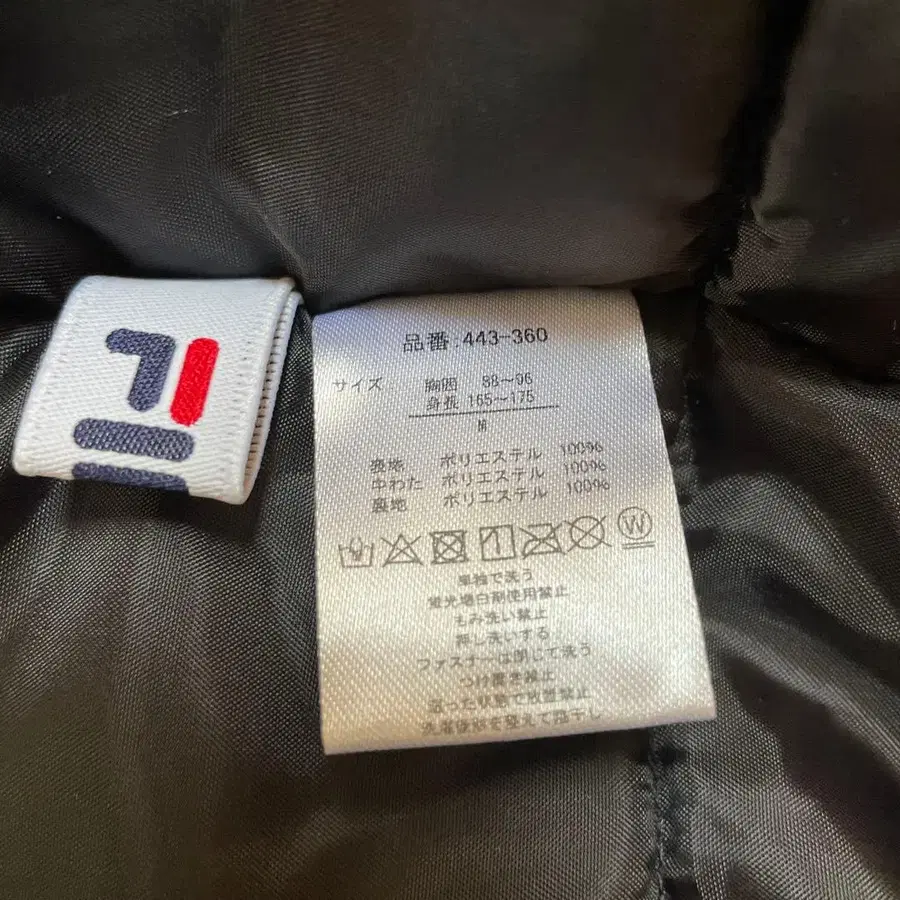 FILA
品番 443-360
サイズ 胸囲 88～96
身長 165～175
M
表地 ポリエステル 100%
中わた ポリエステル 100%
裏地 ポリエステル 100%
W
単独で洗う
蛍光増白剤使用禁止
もみ洗い禁止
押し洗いする
ファスナーは閉じて洗う
つけ置き禁止
湿った状態で放置禁止
洗濯後形を整えて陰干し